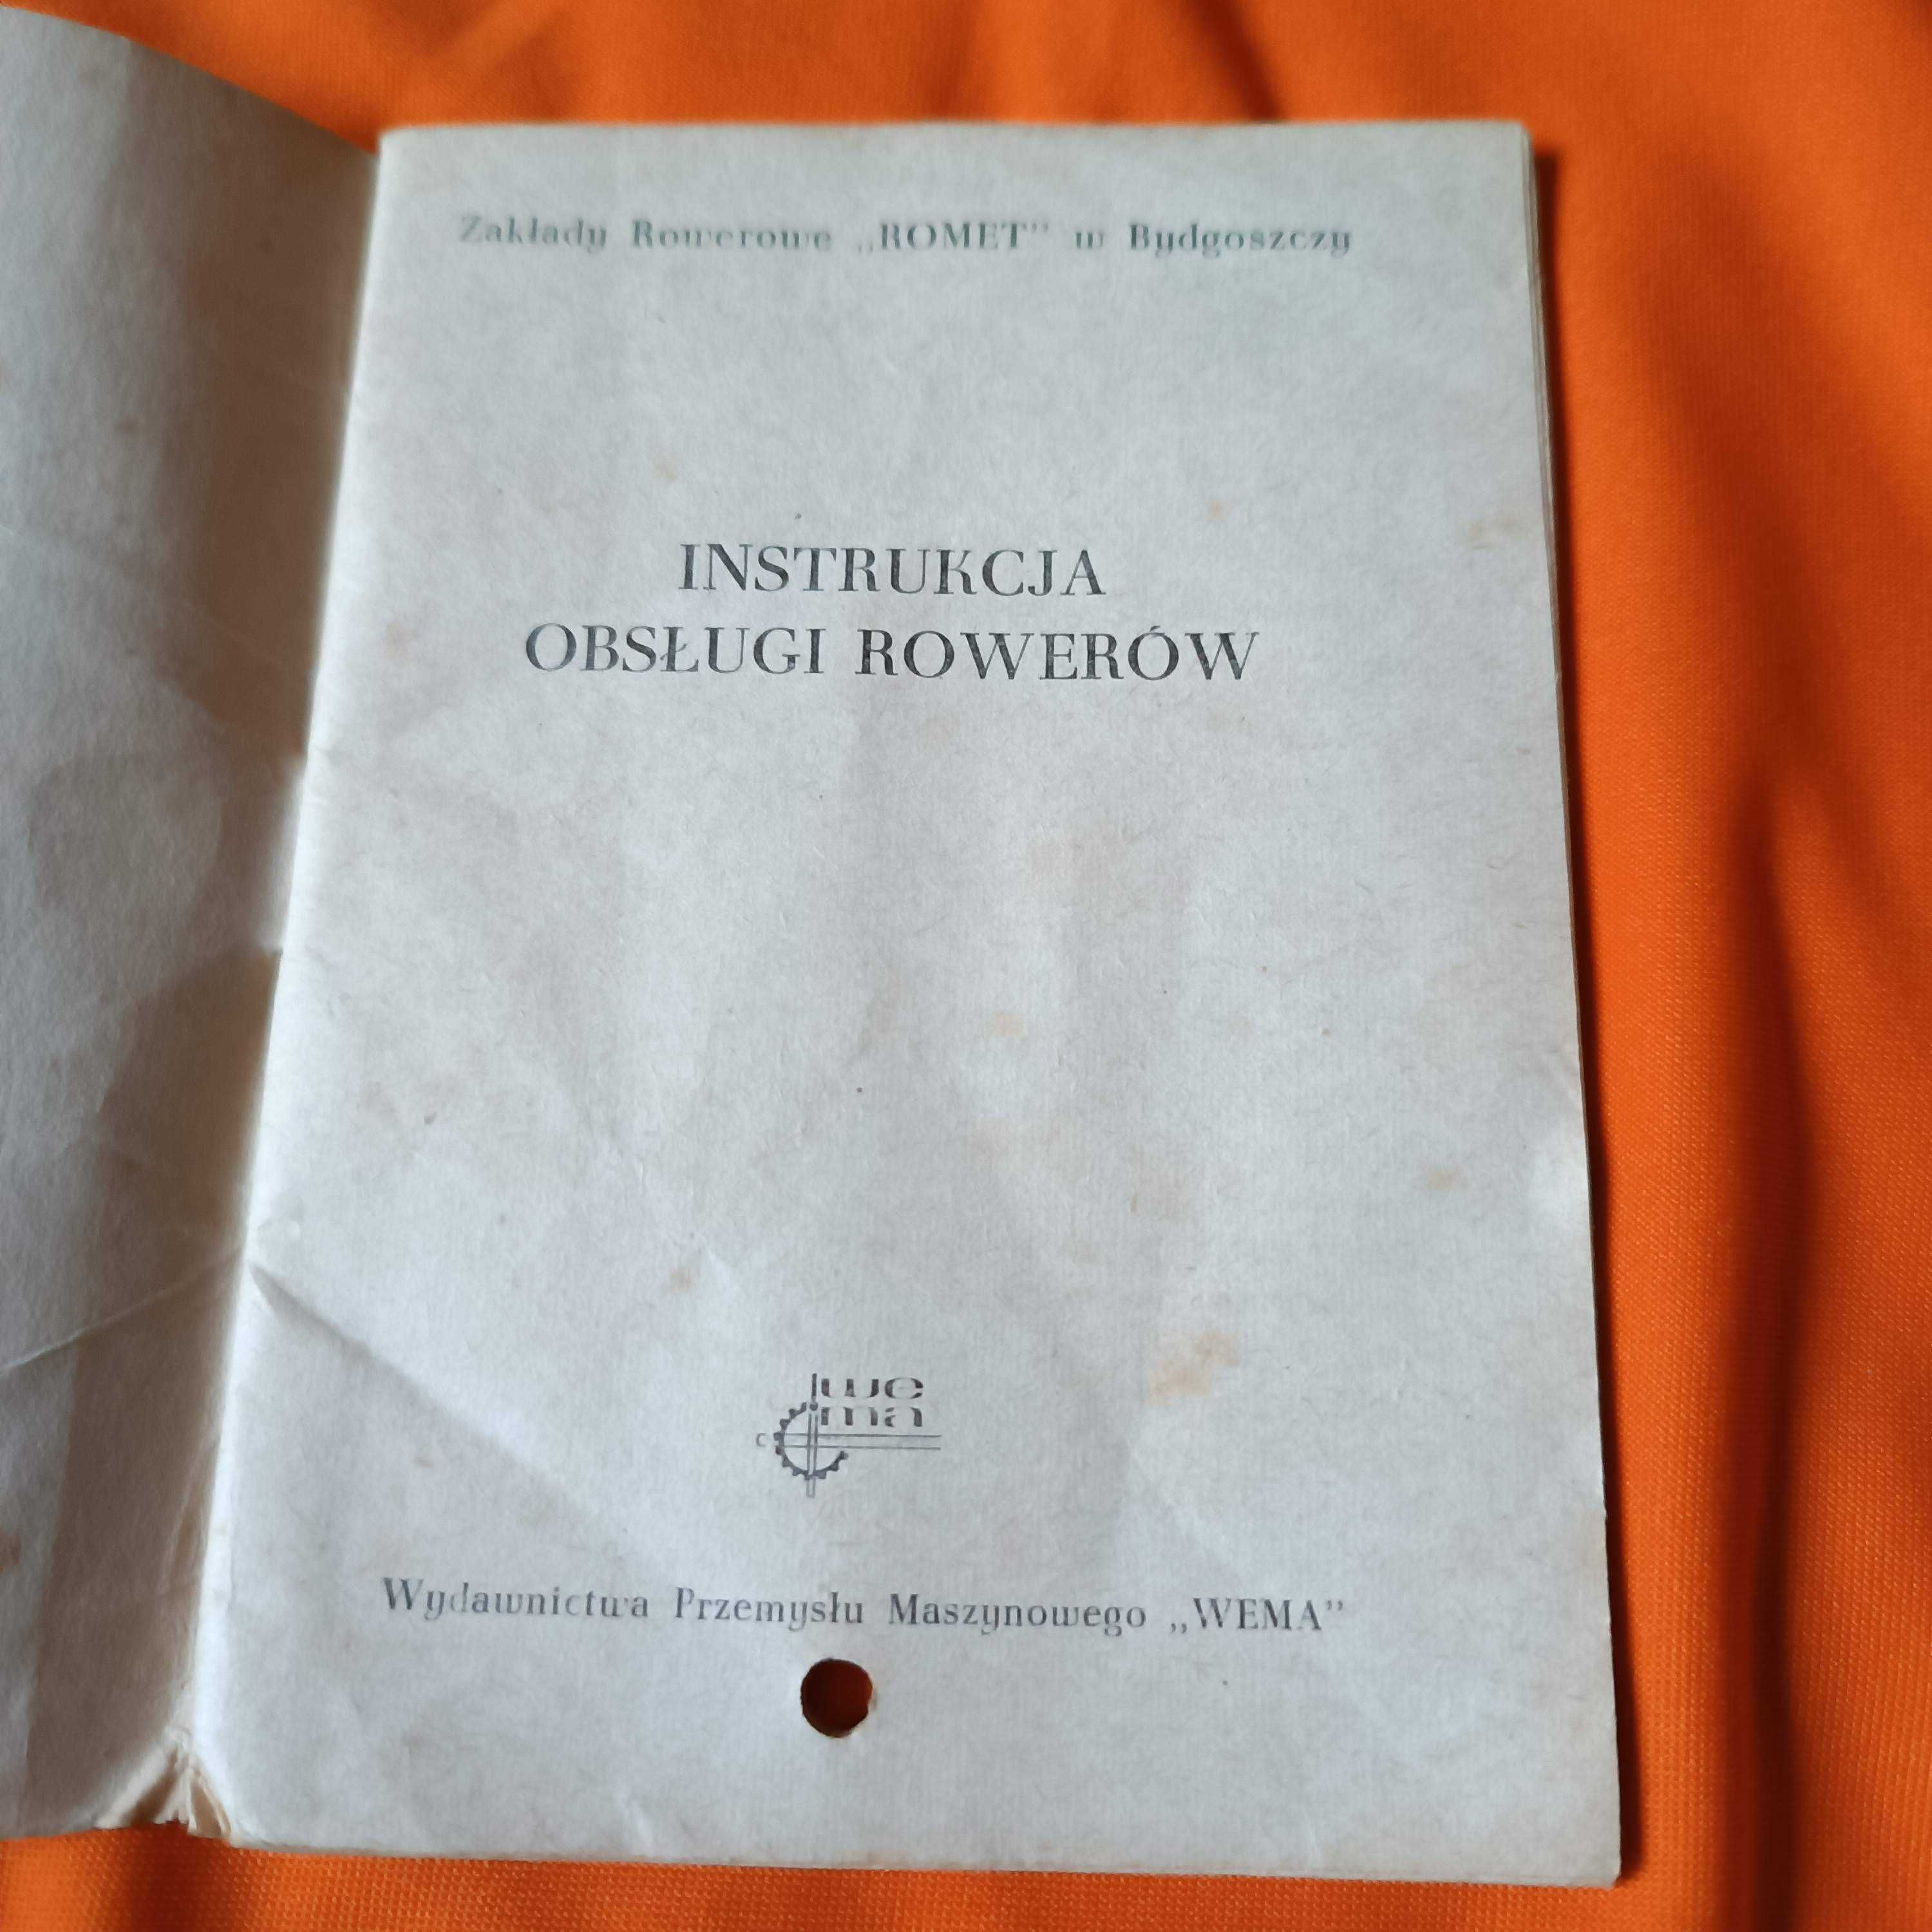 Zakłady Rowerowe „ROMET” w Bydgoszczy
INSTRUKCJA
OBSŁUGI ROWERÓW
we
ma
Wydawnictwa Przemysłu Maszynowego „WEMA”